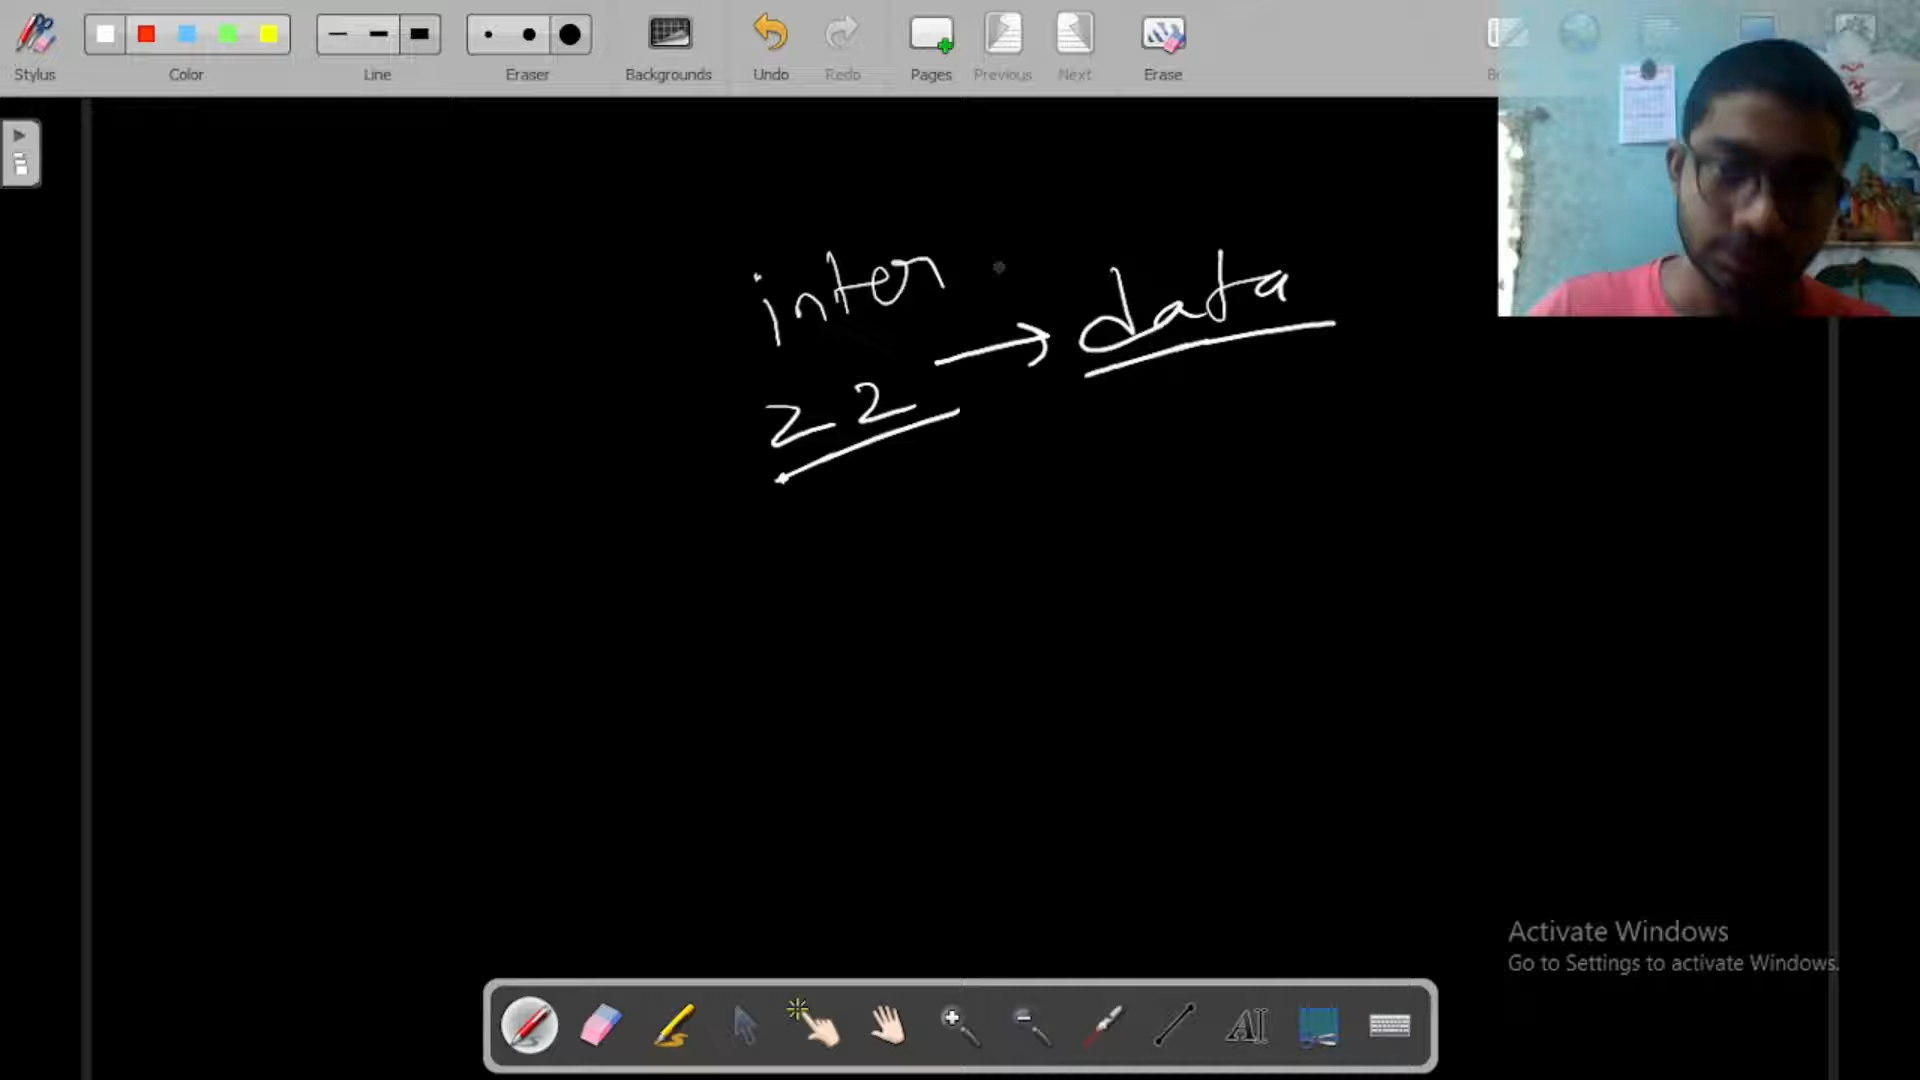 Stylus Color Line Eraser Backgrounds Undo Redo Pages Previous Next Erase
inter
data
22
Activate Windows
Go to Settings to activate Windows.